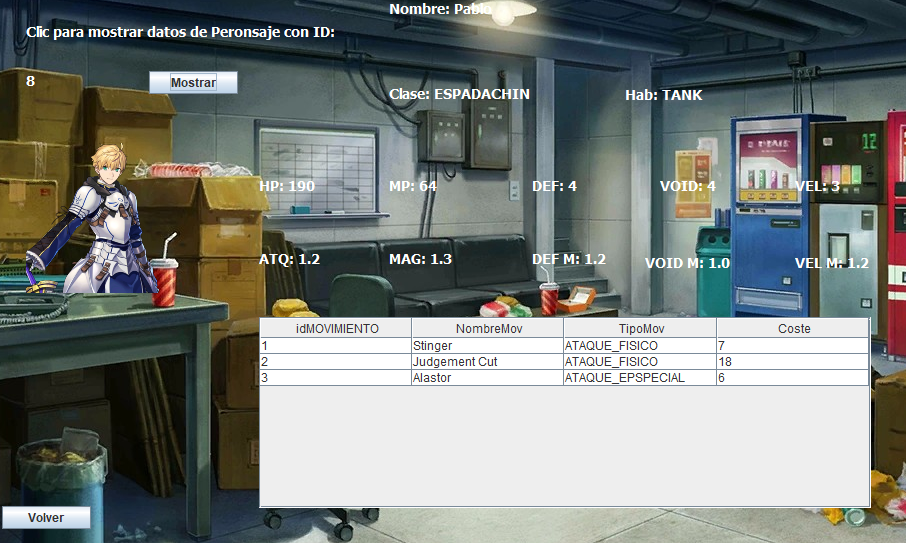 Nombre: Pablo
Clic para mostrar datos de Peronsaje con ID:
8
Mostrar
Clase: ESPADACHIN
Hab: TANK
HP: 190
MP: 64
DEF: 4
VOID: 4
VEL: 3
ATQ: 1.2
MAG: 1.3
DEF M: 1.2
VOID M: 1.0
VEL M: 1.2
idMOVIMIENTO NombreMov TipoMov Coste
1 Stinger ATAQUE_FISICO 7
2 Judgement Cut ATAQUE_FISICO 18
3 Alastor ATAQUE_EPSPECIAL 6
Volver